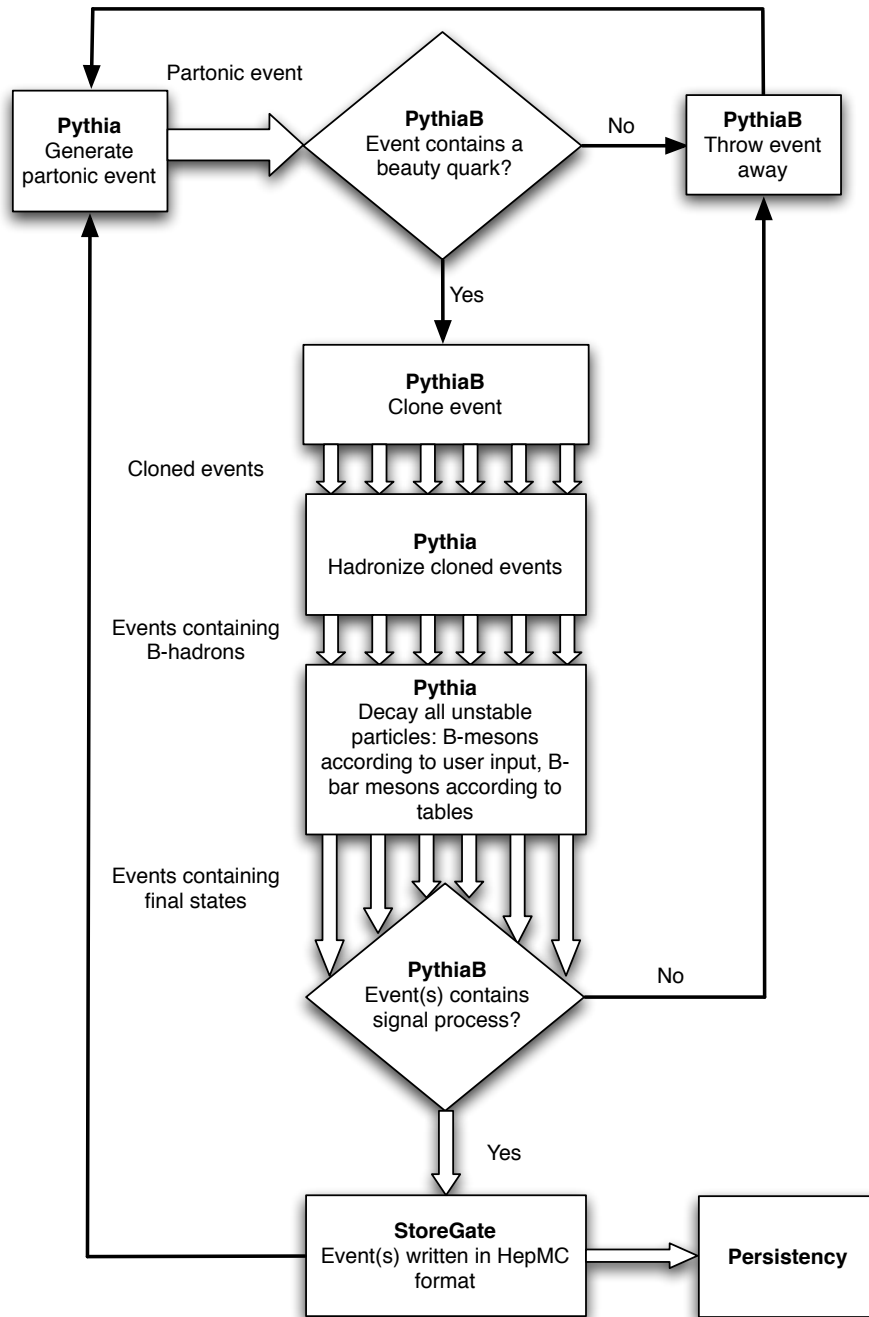 Partonic event
Pythia
Generate
partonic event
PythiaB
Event contains a
beauty quark?
No
PythiaB
Throw event
away
Yes
PythiaB
Clone event
Cloned events
Pythia
Hadronize cloned events
Events containing
B-hadrons
Pythia
Decay all unstable
particles: B-mesons
according to user input, B-
bar mesons according to
tables
Events containing
final states
PythiaB
Event(s) contains
signal process?
No
Yes
StoreGate
Event(s) written in HepMC
format
Persistency